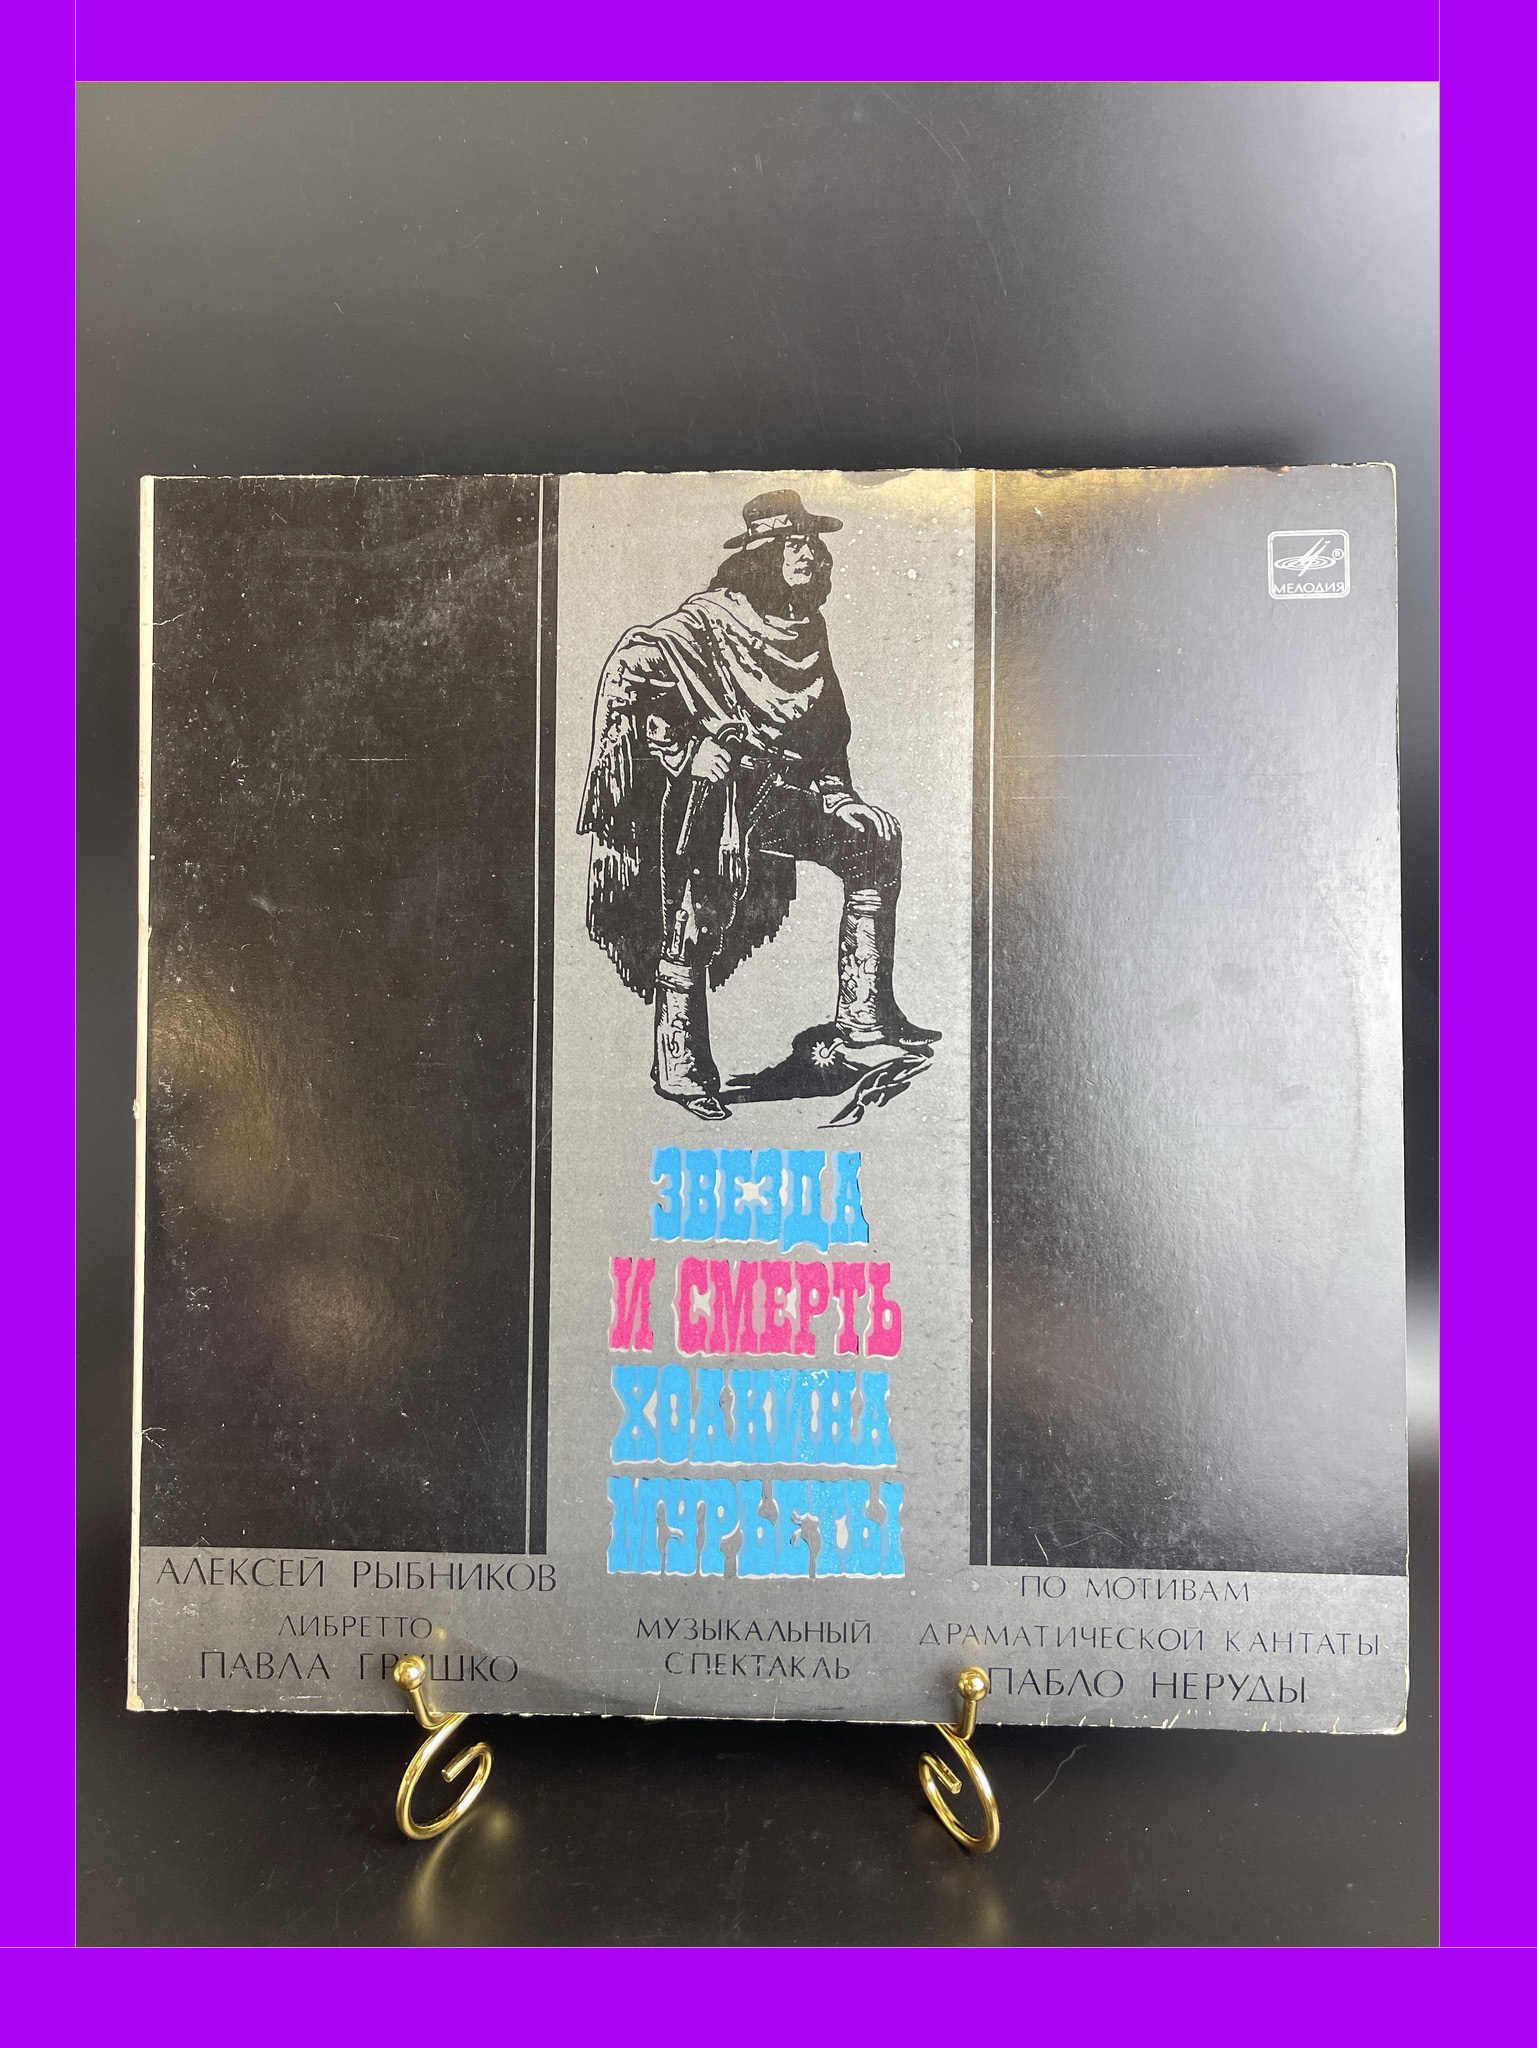 МЕЛОДИЯ ®
ЗВЕЗДА
И СМЕРТЬ
ХОАКИНА
МУРЬЕТЫ
АЛЕКСЕЙ РЫБНИКОВ
ЛИБРЕТТО
ПАВЛА ГРУШКО
МУЗЫКАЛЬНЫЙ
СПЕКТАКЛЬ
ПО МОТИВАМ
ДРАМАТИЧЕСКОЙ КАНТАТЫ
ПАБЛО НЕРУДЫ